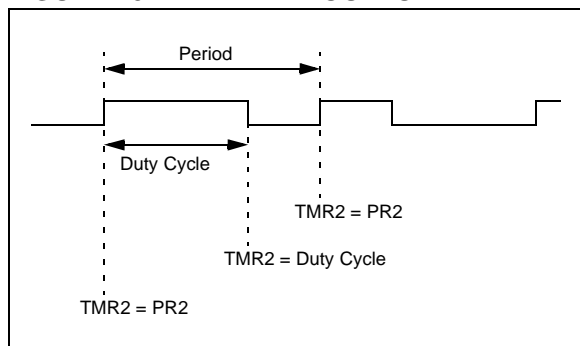 Period
Duty Cycle
TMR2 = PR2
TMR2 = Duty Cycle
TMR2 = PR2